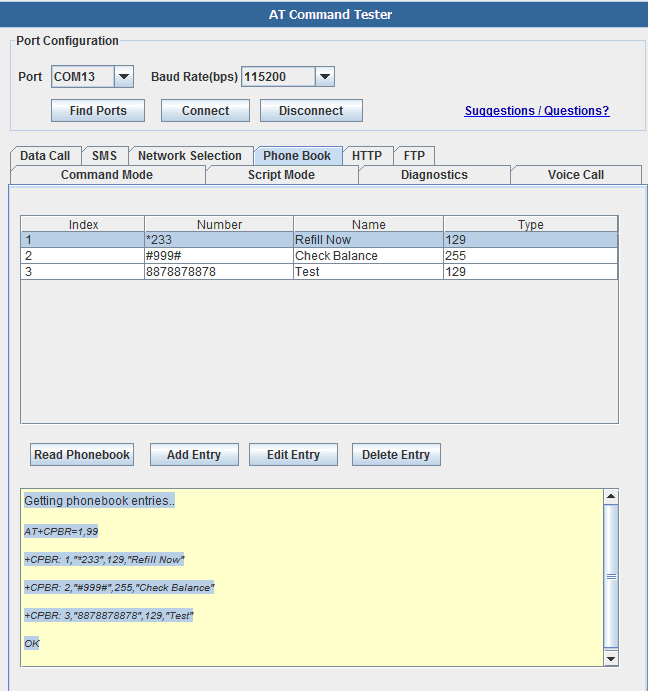 AT Command Tester
Port Configuration
Port COM13 Baud Rate(bps) 115200
Find Ports Connect Disconnect Suggestions / Questions?
Data Call SMS Network Selection Phone Book HTTP FTP
Command Mode Script Mode Diagnostics Voice Call
Index Number Name Type
1 *233 Refill Now 129
2 #999# Check Balance 255
3 8878878878 Test 129
Read Phonebook Add Entry Edit Entry Delete Entry
Getting phonebook entries..
AT+CPBR=1,99
+CPBR: 1,"*233",129,"Refill Now"
+CPBR: 2,"#999#",255,"Check Balance"
+CPBR: 3,"8878878878",129,"Test"
OK